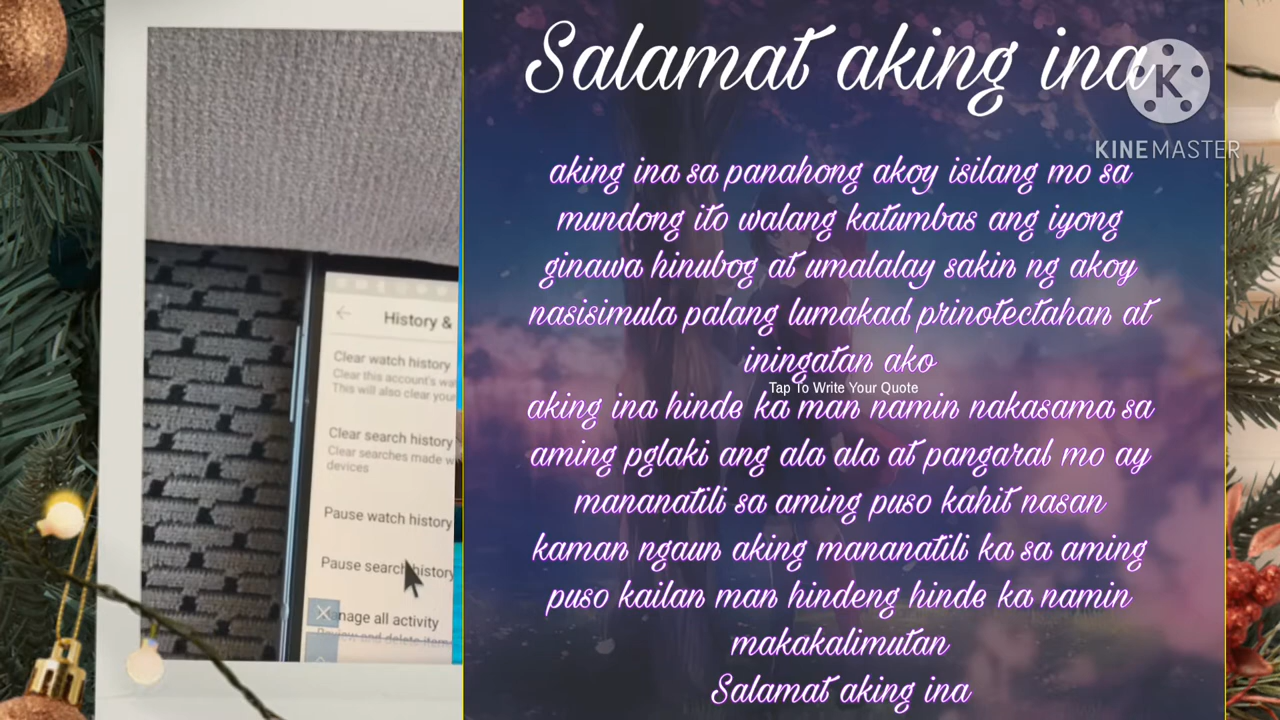 Salamat aking ina
KINEMASTER
aking ina sa panahong akoy isilang mo sa
mundong ito walang katumbas ang iyong
ginawa hinubog at umalalay sakin ng akoy
nasisimula palang lumakad prinotectahan at
iningatan ako
Tap To Write Your Quote
aking ina hinde ka man namin nakasama sa
aming pglaki ang ala ala at pangaral mo ay
mananatili sa aming puso kahit nasan
kaman ngaun aking mananatili ka sa aming
puso kailan man hindeng hinde ka namin
makakalimutan
Salamat aking ina
History &
Clear watch history
Clear this account's
This will also clear your
Clear search history
Clear searches made
devices
Pause watch history
Pause search history
all activity
Review and delete